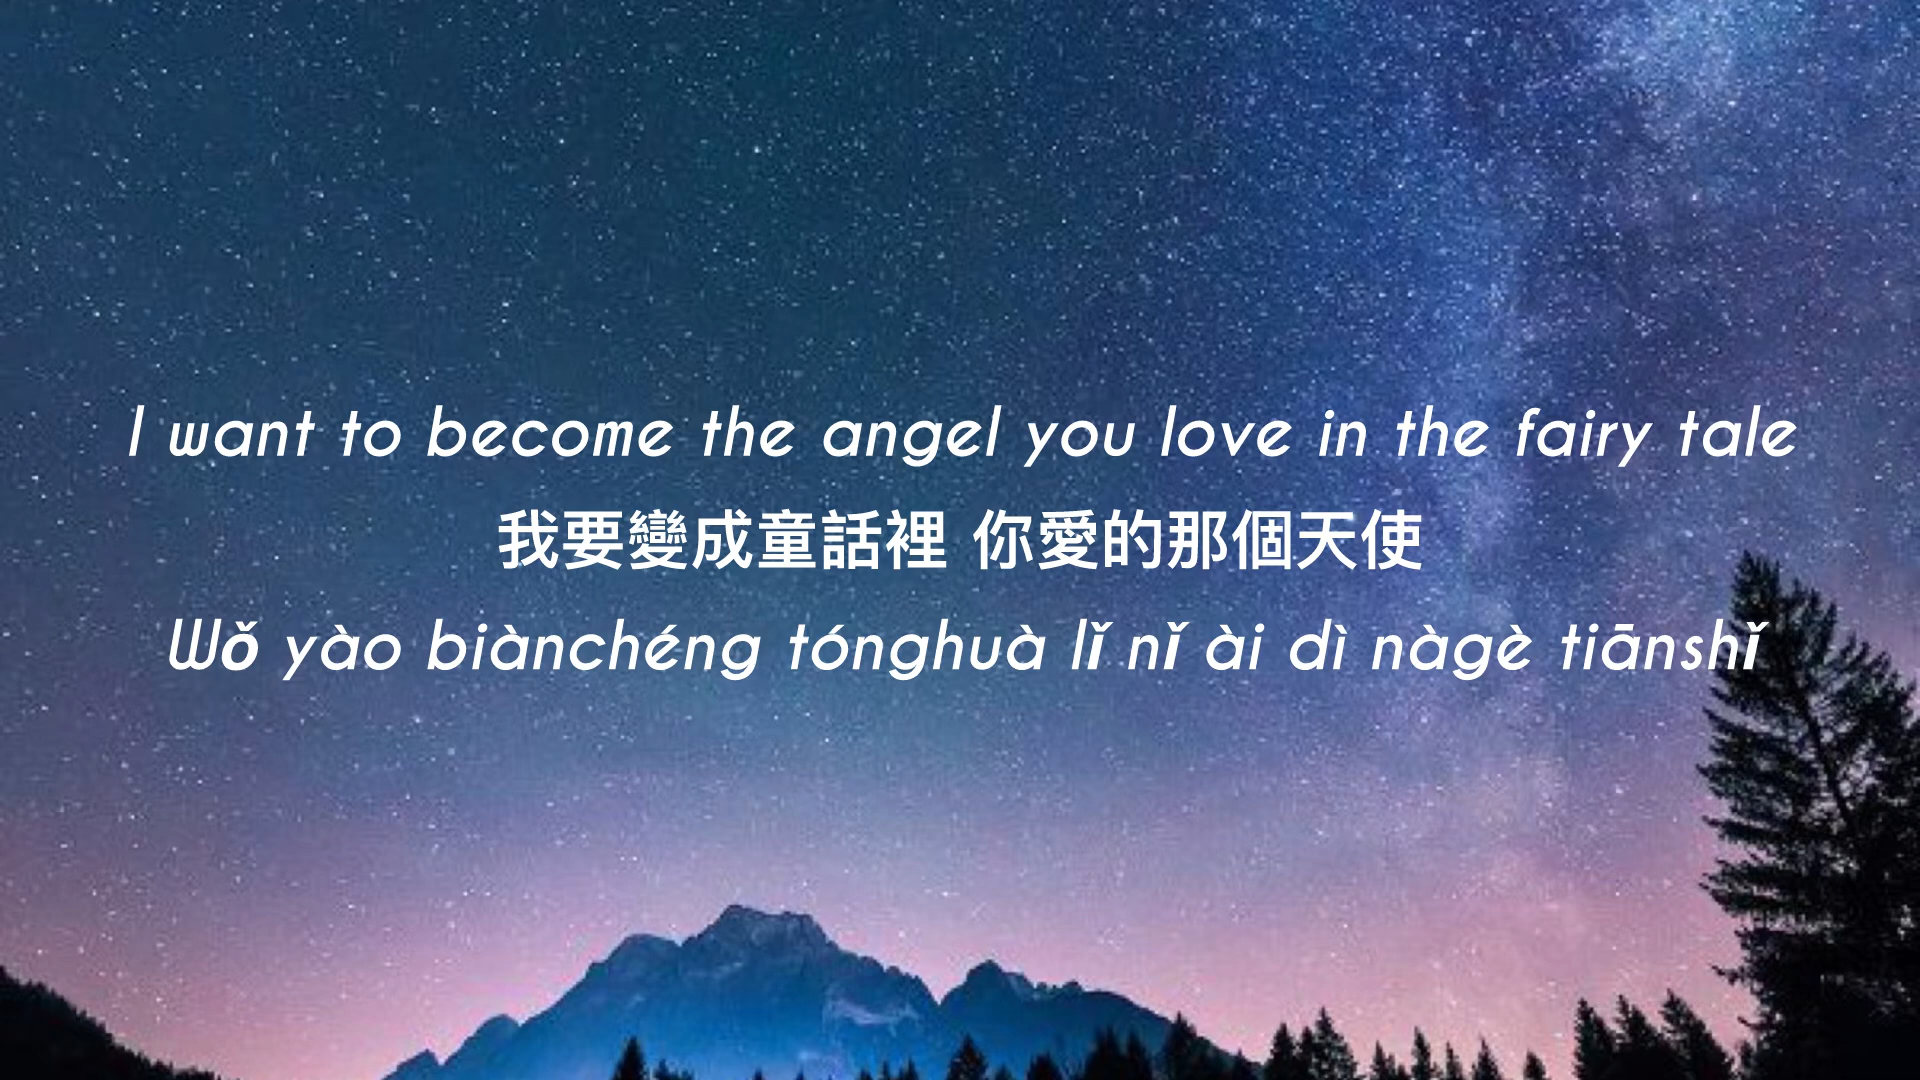 I want to become the angel you love in the fairy tale
我要變成童話裡 你愛的那個天使
Wǒ yào biànchéng tónghuà lǐ nǐ ài dì nàgè tiānshǐ